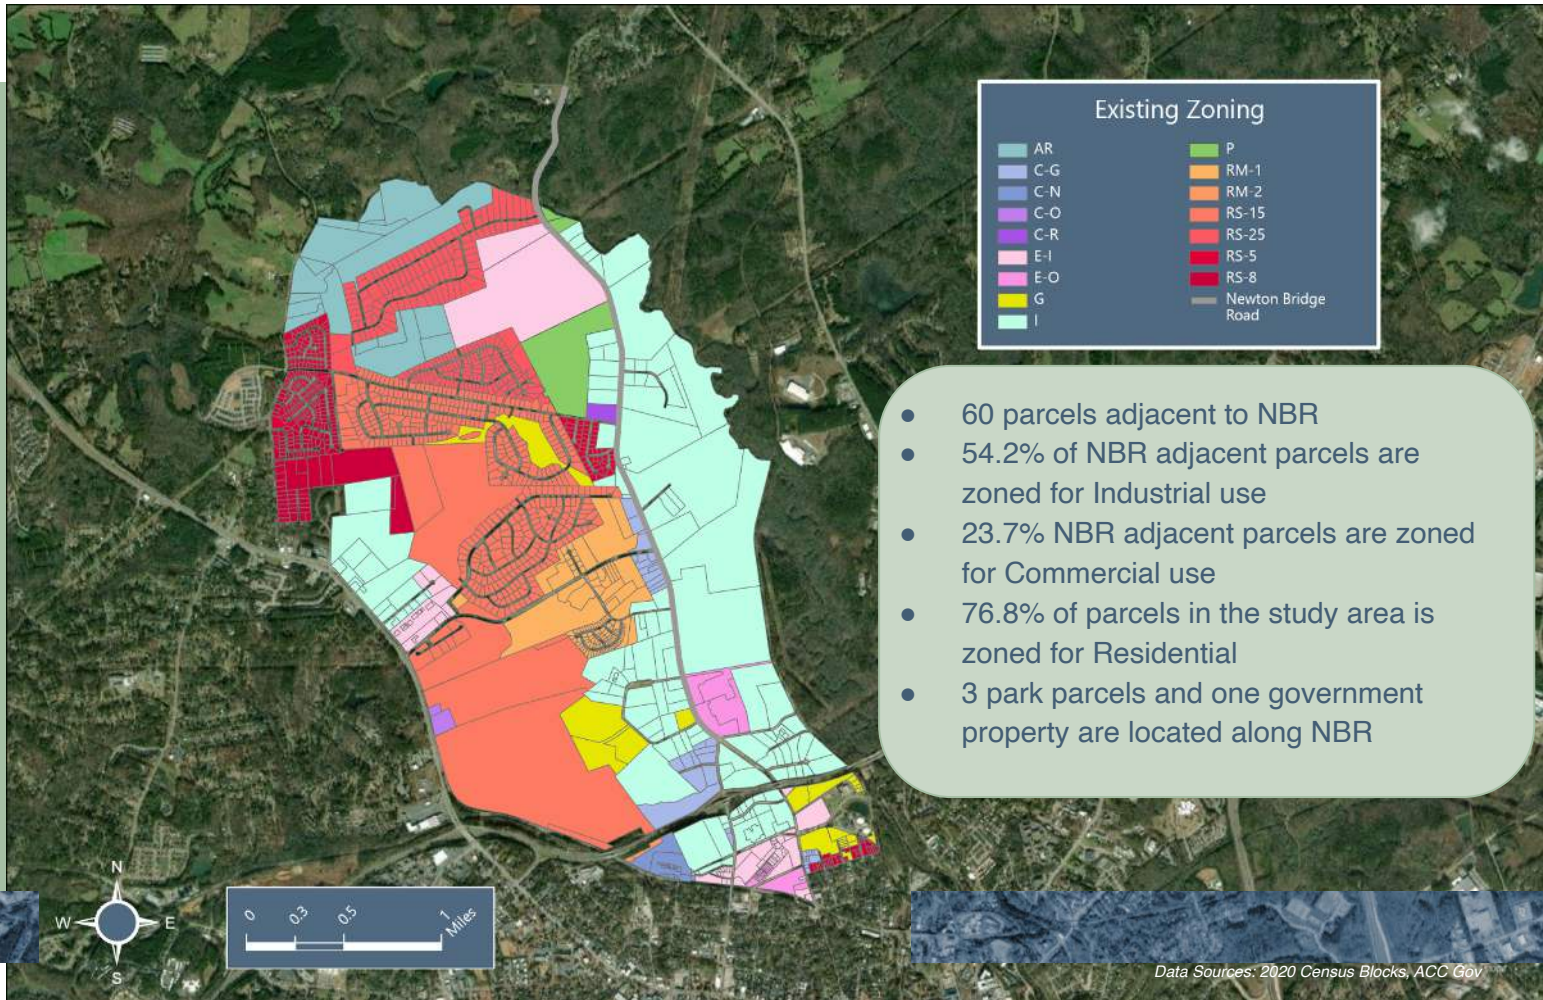 Existing Zoning
AR
C-G
C-N
C-O
C-R
E-I
E-O
G
I
P
RM-1
RM-2
RS-15
RS-25
RS-5
RS-8
Newton Bridge
Road
● 60 parcels adjacent to NBR
● 54.2% of NBR adjacent parcels are
zoned for Industrial use
● 23.7% NBR adjacent parcels are zoned
for Commercial use
● 76.8% of parcels in the study area is
zoned for Residential
● 3 park parcels and one government
property are located along NBR
N
W E
S
0 0.3 0.5 1
Miles
Data Sources: 2020 Census Blocks, ACC Gov